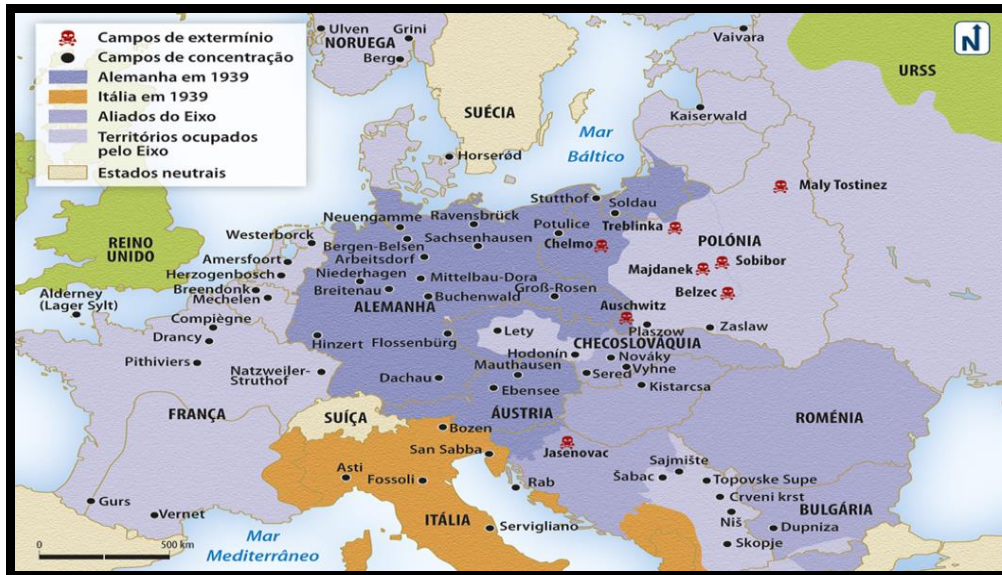 Campos de extermínio
Campos de concentração
Alemanha em 1939
Itália em 1939
Aliados do Eixo
Territórios ocupados
pelo Eixo
Estados neutrais
N
Ulven
Grini
NORUEGA
Berg
Vaivara
URSS
SUÉCIA
Kaiserwald
Mar
Báltico
Horserød
Maly Tostinez
Stutthof
Soldau
Neuengamme
Ravensbrück
Potulice
Treblinka
Westerborck
Bergen-Belsen
Sachsenhausen
Chelmo
POLÓNIA
REINO
UNIDO
Amersfoort
Arbeitsdorf
Sobibor
Herzogenbosch
Niederhagen
Mittelbau-Dora
Majdanek
Breendonk
Breitenau
Groß-Rosen
Belzec
Alderney
(Lager Sylt)
Mechelen
Buchenwald
ALEMANHA
Auschwitz
Compiègne
Plaszow
Zaslaw
Drancy
Hinzert
Flossenbürg
Lety
CHECOSLOVÁQUIA
Hodonín
Nováky
Pithiviers
Natzweiler-
Struthof
Mauthausen
Vyhne
Dachau
Sered
Kistarcsa
Ebensee
FRANÇA
SUÍÇA
ÁUSTRIA
ROMÉNIA
Bozen
San Sabba
Jasenovac
Asti
Fossoli
Rab
Sajmište
Šabac
Topovske Supe
Crveni krst
Gurs
Vernet
ITÁLIA
Servigliano
Niš
BULGÁRIA
Dupniza
Skopje
Mar
Mediterrâneo
0
500 km